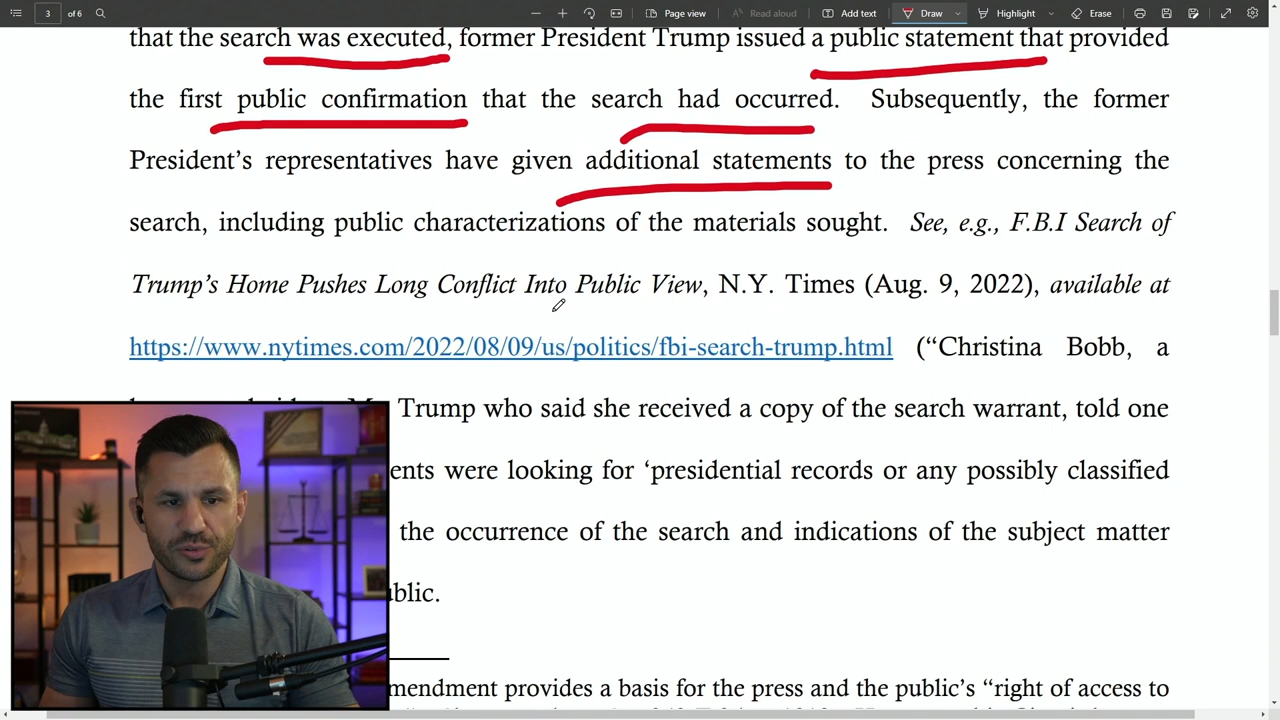 3 of 6 Page view Read aloud Add text Draw Highlight Erase
that the search was executed, former President Trump issued a public statement that provided
the first public confirmation that the search had occurred. Subsequently, the former
President's representatives have given additional statements to the press concerning the
search, including public characterizations of the materials sought. See, e.g., F.B.I Search of
Trump's Home Pushes Long Conflict Into Public View, N.Y. Times (Aug. 9, 2022), available at
https://www.nytimes.com/2022/08/09/us/politics/fbi-search-trump.html (“Christina Bobb, a
Trump who said she received a copy of the search warrant, told one
ents were looking for ‘presidential records or any possibly classified
the occurrence of the search and indications of the subject matter
ublic.
mendment provides a basis for the press and the public's “right of access to